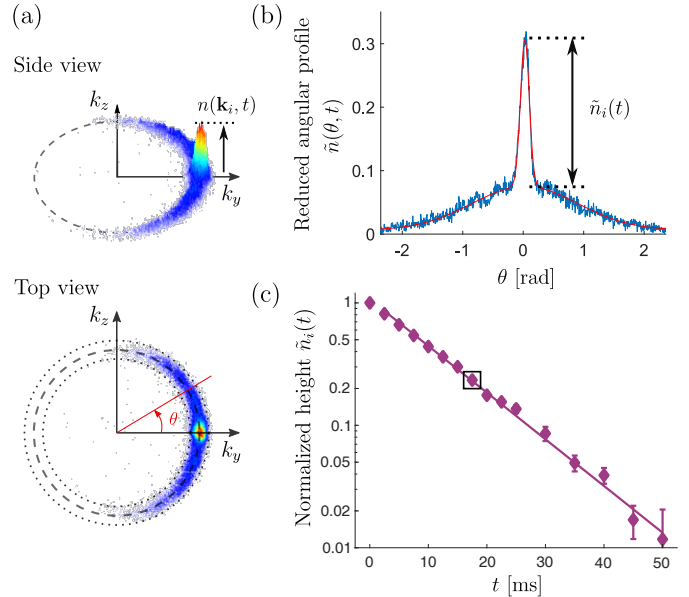 (a)
Side view
k_z
n(k_i, t)
k_y
Top view
k_z
θ
k_y
(b)
Reduced angular profile
ñ(θ, t)
0.3
0.2
0.1
0
ñ_i(t)
-2
-1
0
1
2
θ [rad]
(c)
Normalized height ñ_i(t)
1
0.5
0.2
0.1
0.05
0.02
0.01
0
10
20
30
40
50
t [ms]